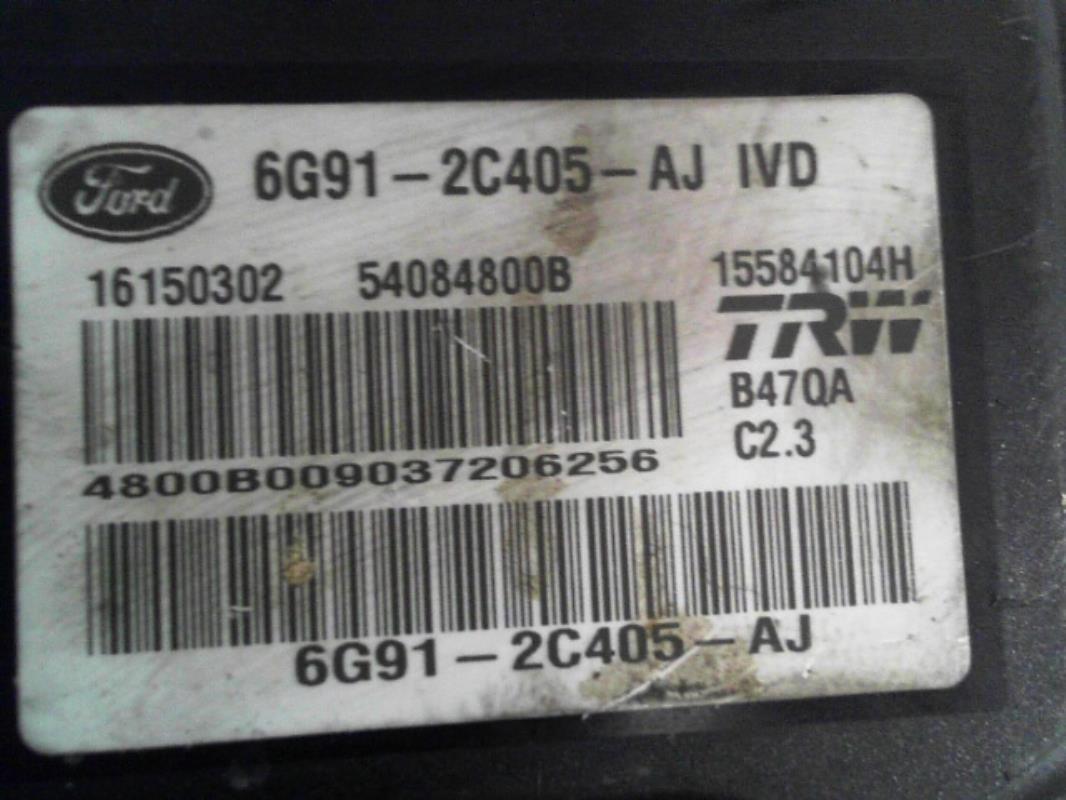 Ford 6G91-2C405-AJ IVD
16150302 54084800B 15584104H
TRW
B47QA
C2.3
4800B009037206256
6G91-2C405-AJ